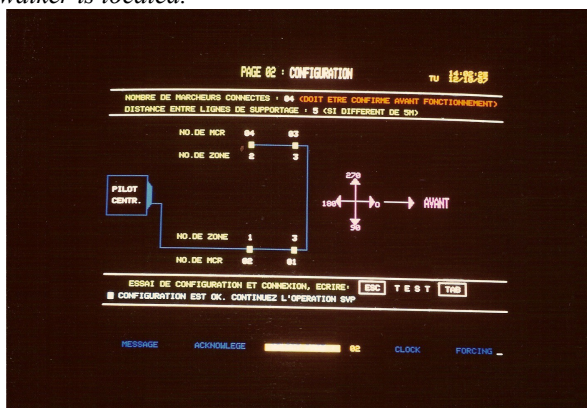 walker is located.
PAGE 02 : CONFIGURATION
TU
NOMBRE DE MARCHEURS CONNECTES : 04 (DOIT ETRE CONFIRME AVANT FONCTIONNEMENT)
DISTANCE ENTRE LIGNES DE SUPPORTAGE : 5 (SI DIFFERENT DE 5M)
NO.DE MCR 04 03
NO.DE ZONE 2 3
270
PILOT
CENTR.
180 0 AVANT
90
NO.DE ZONE 1 3
NO.DE MCR 02 01
ESSAI DE CONFIGURATION ET CONNEXION, ECRIRE: ESC T E S T TAB
CONFIGURATION EST OK. CONTINUEZ L'OPERATION SVP
MESSAGE ACKNOWLEGE 02 CLOCK FORCING _